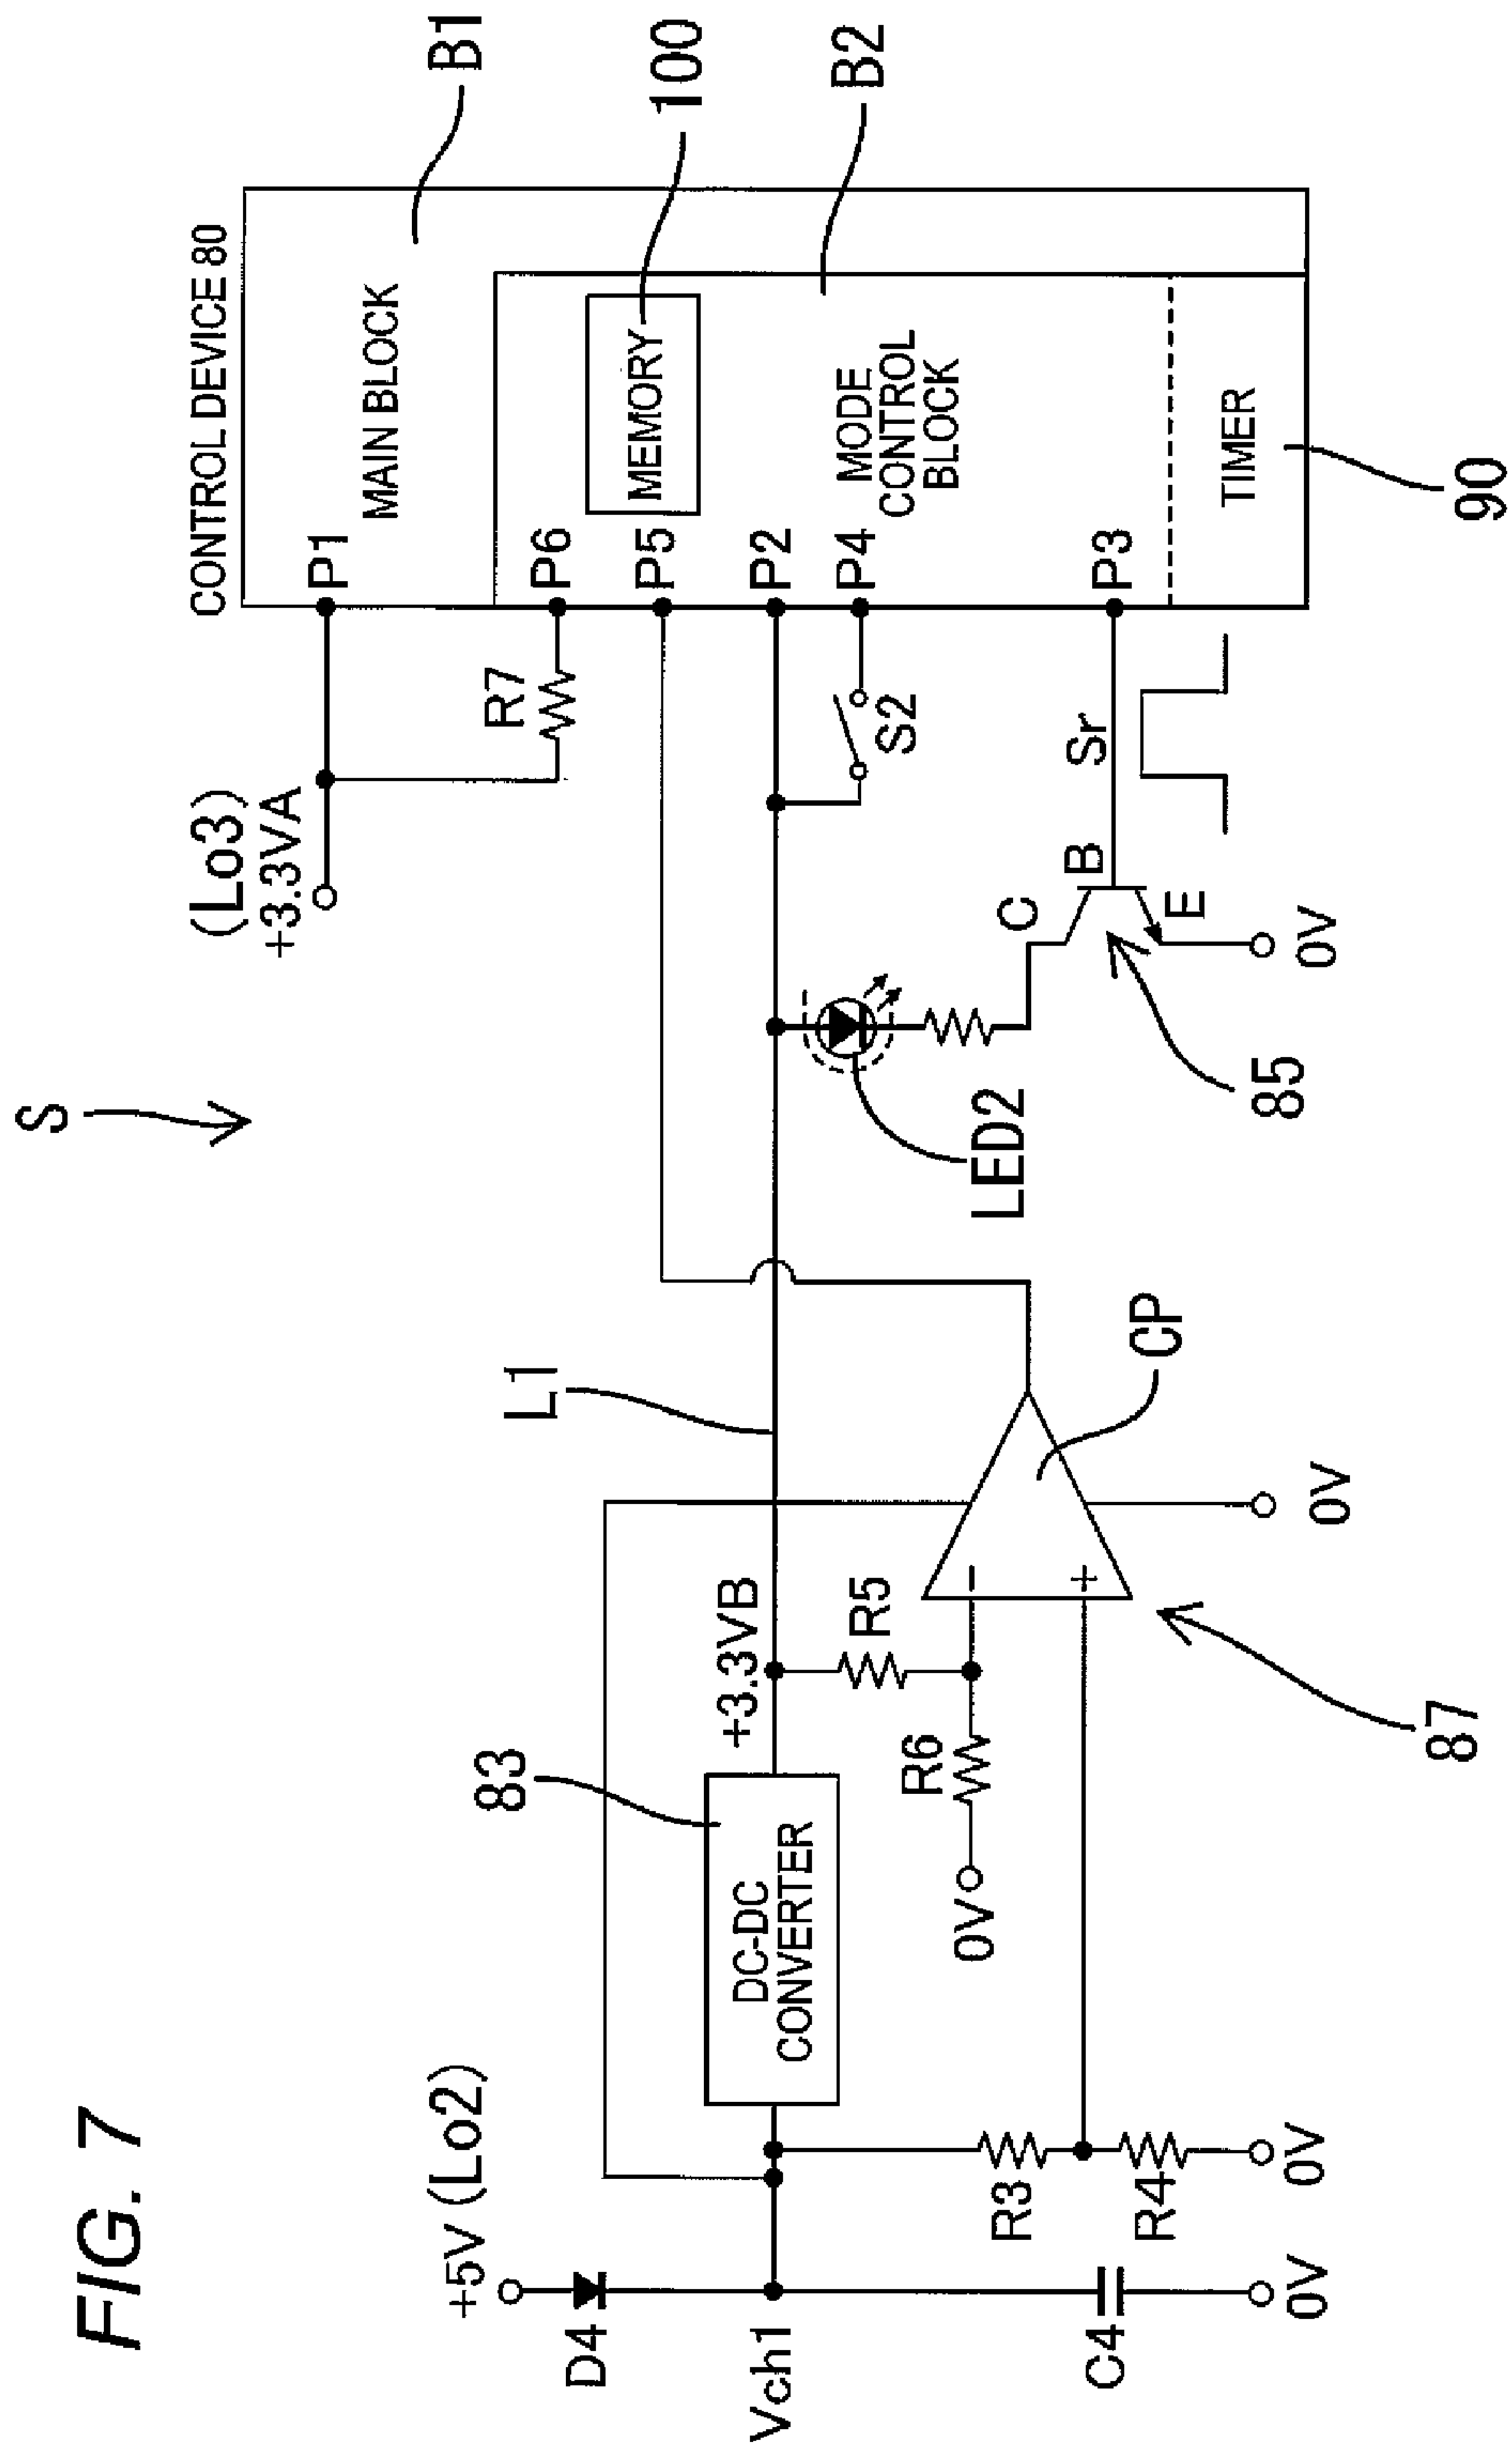 FIG. 7
S
+5V (Lo2)
D4
Vch1
C4
0V
R3
R4
0V
83
DC-DC
CONVERTER
+3.3VB
L1
R5
R6
0V
-
+
CP
0V
87
LED2
85
C
B
E
0V
Sr
S2
(Lo3)
+3.3VA
R7
CONTROL DEVICE 80
P1
P6
P5
P2
P4
P3
MAIN BLOCK
MEMORY
MODE
CONTROL
BLOCK
TIMER
B1
100
B2
90